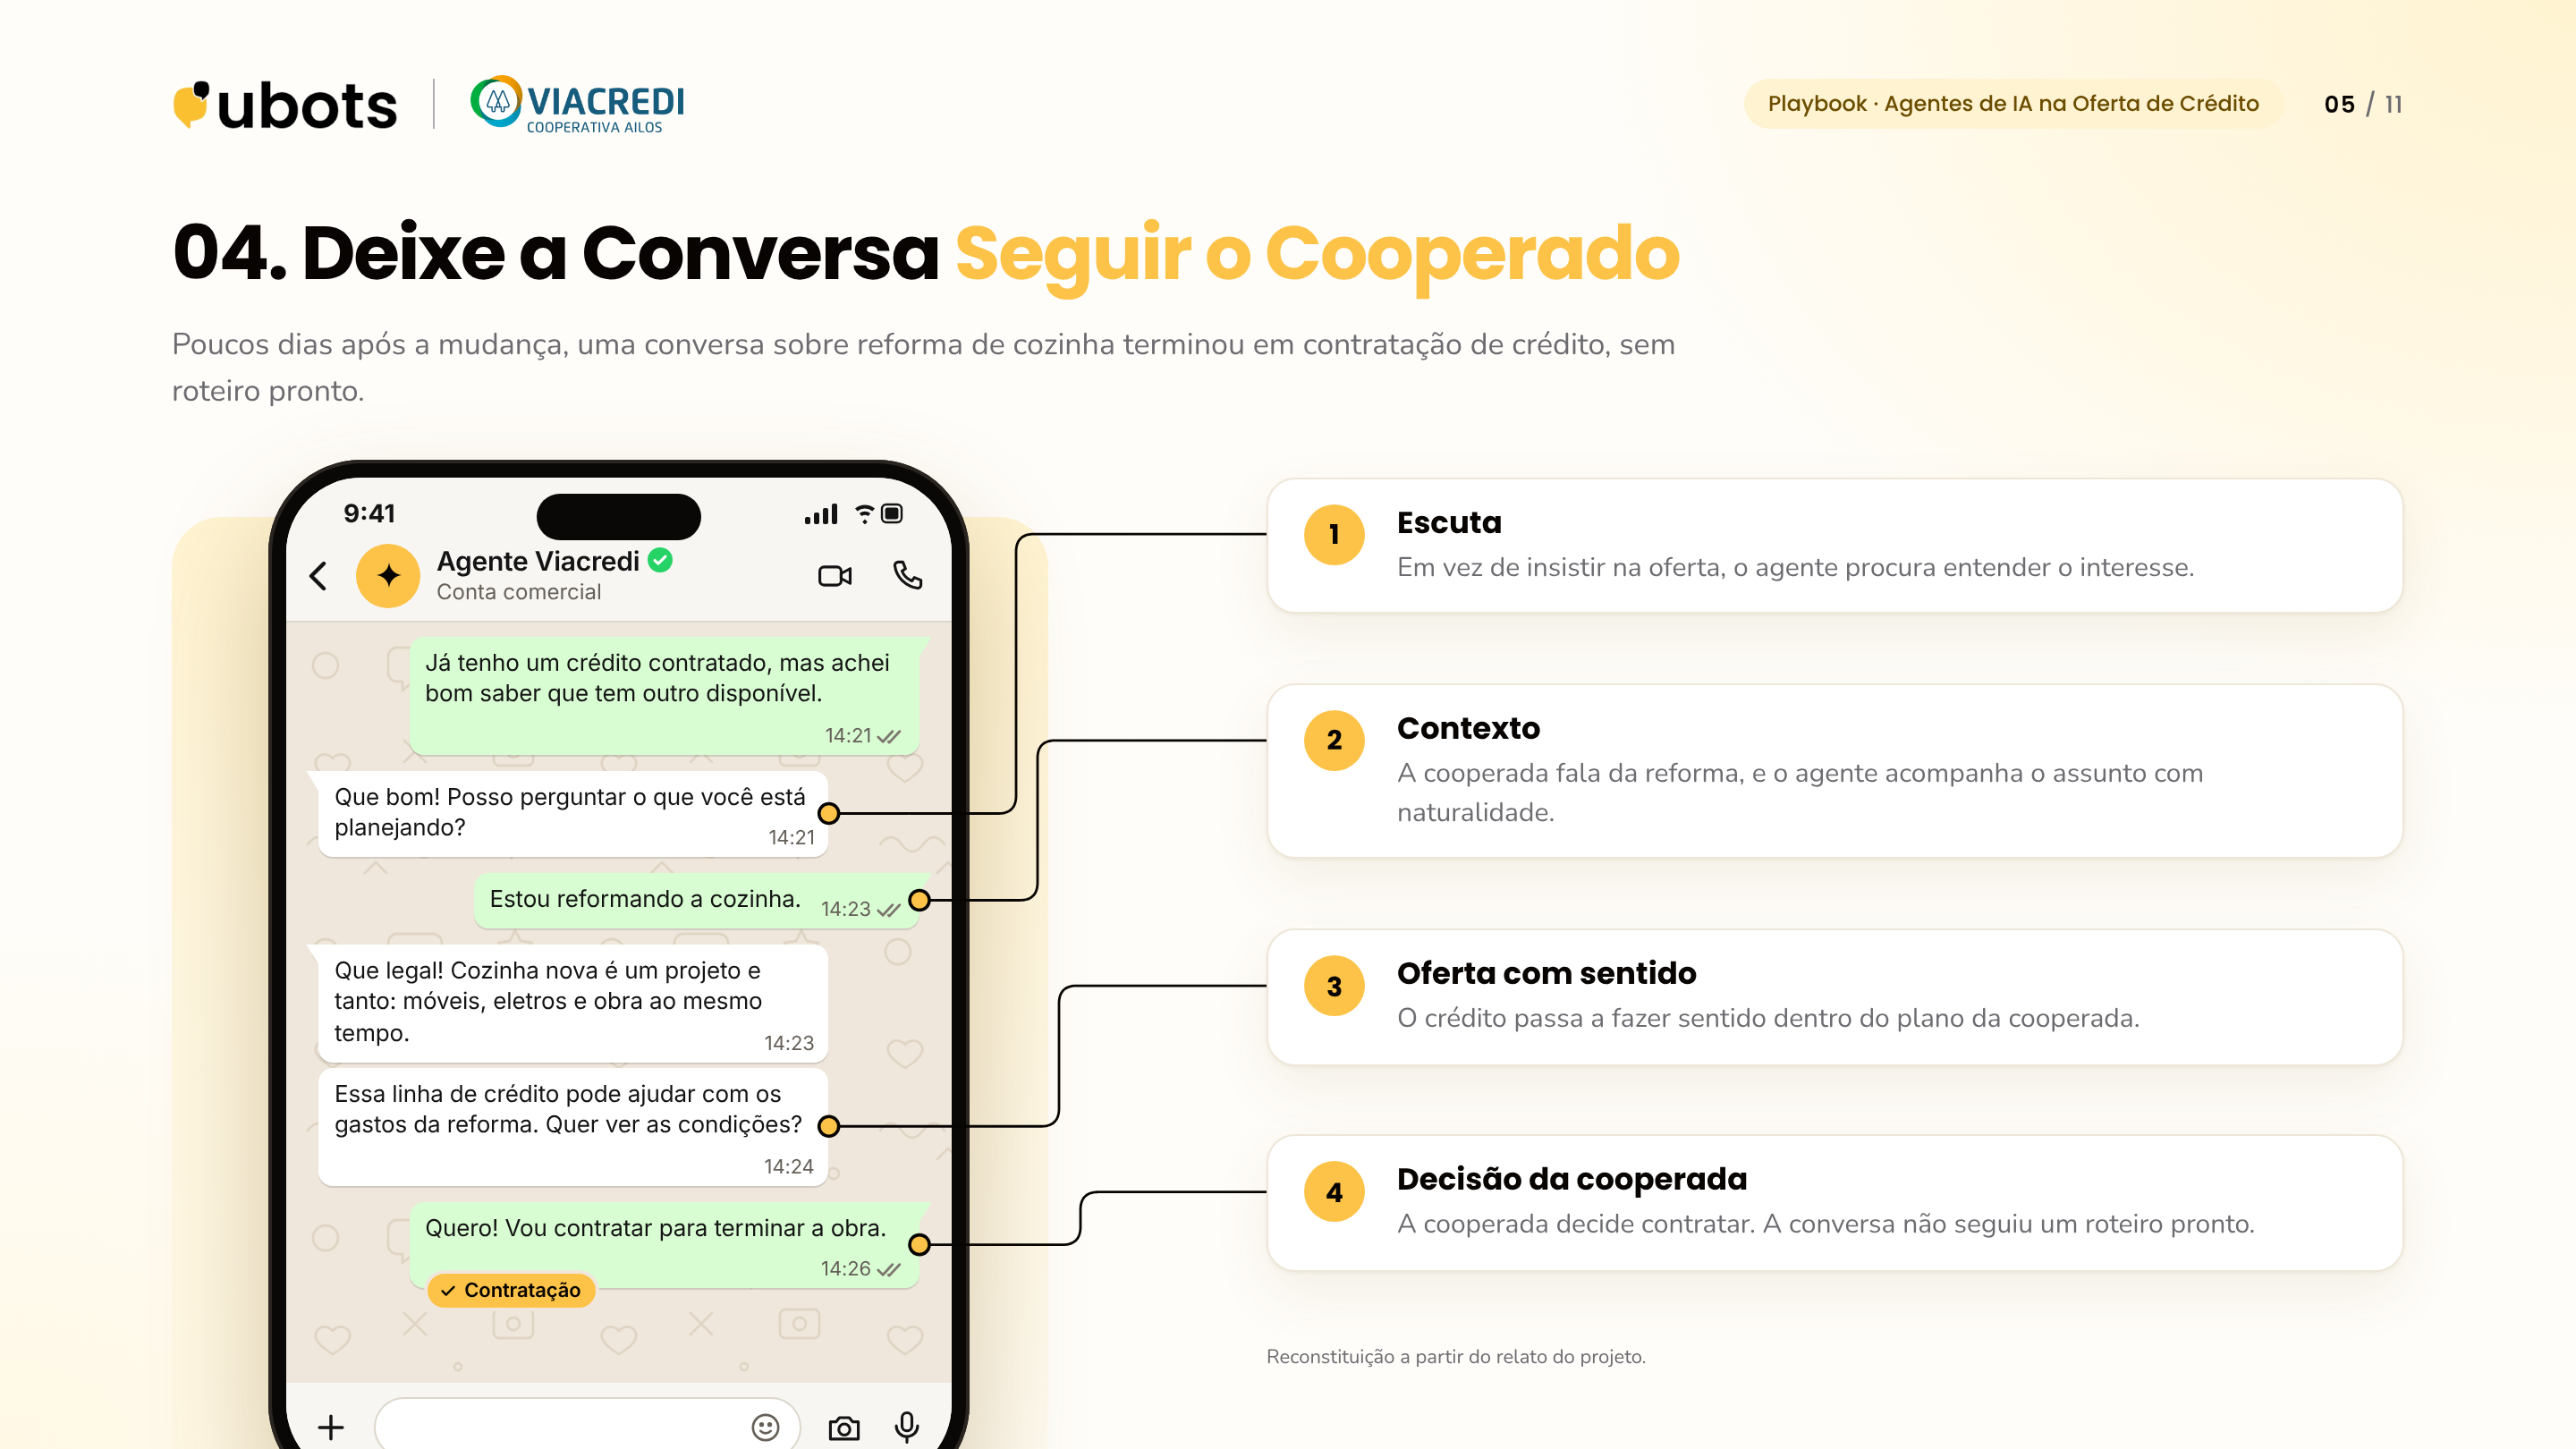 ubots
VIACREDI
COOPERATIVA AILOS
Playbook · Agentes de IA na Oferta de Crédito
05 / 11
04. Deixe a Conversa Seguir o Cooperado
Poucos dias após a mudança, uma conversa sobre reforma de cozinha terminou em contratação de crédito, sem
roteiro pronto.
9:41
Agente Viacredi
Conta comercial
Já tenho um crédito contratado, mas achei
bom saber que tem outro disponível.
14:21
Que bom! Posso perguntar o que você está
planejando?
14:21
Estou reformando a cozinha.
14:23
Que legal! Cozinha nova é um projeto e
tanto: móveis, eletros e obra ao mesmo
tempo.
14:23
Essa linha de crédito pode ajudar com os
gastos da reforma. Quer ver as condições?
14:24
Quero! Vou contratar para terminar a obra.
14:26
Contratação
1
Escuta
Em vez de insistir na oferta, o agente procura entender o interesse.
2
Contexto
A cooperada fala da reforma, e o agente acompanha o assunto com
naturalidade.
3
Oferta com sentido
O crédito passa a fazer sentido dentro do plano da cooperada.
4
Decisão da cooperada
A cooperada decide contratar. A conversa não seguiu um roteiro pronto.
Reconstituição a partir do relato do projeto.